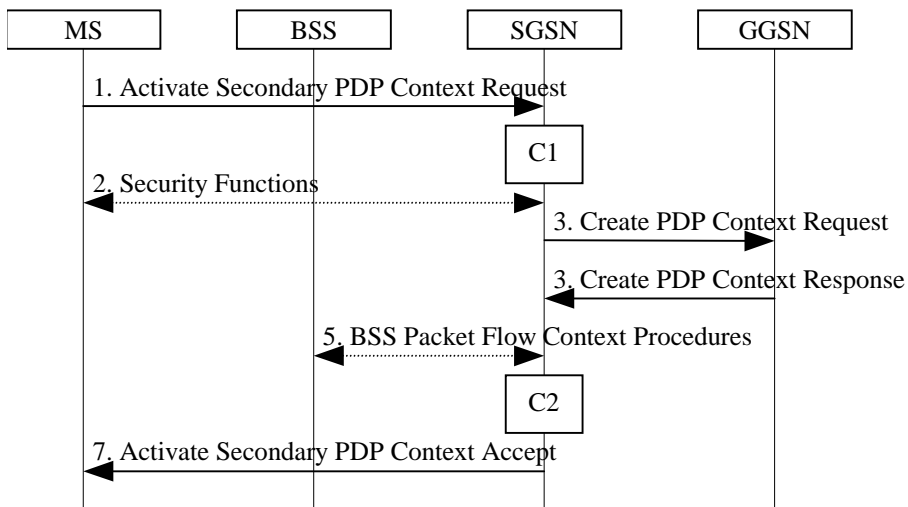 MS
BSS
SGSN
GGSN
1. Activate Secondary PDP Context Request
C1
2. Security Functions
3. Create PDP Context Request
3. Create PDP Context Response
5. BSS Packet Flow Context Procedures
C2
7. Activate Secondary PDP Context Accept